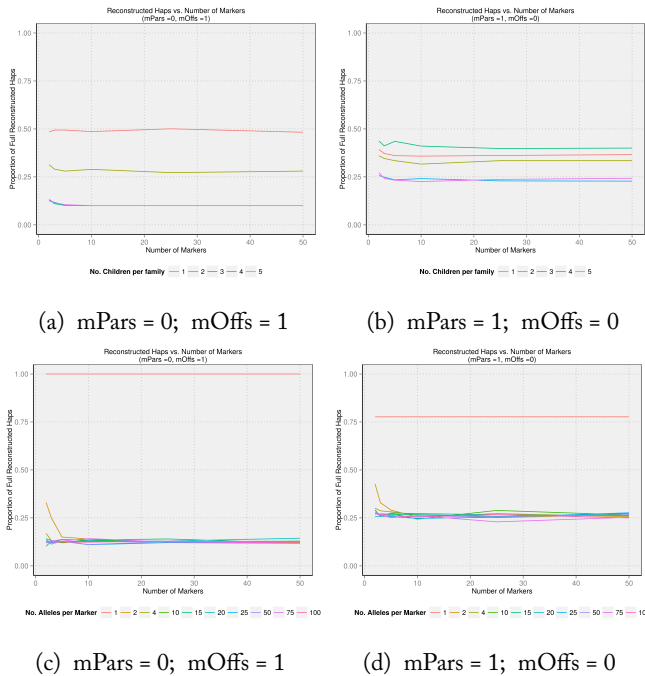 Reconstructed Haps vs. Number of Markers
(mPars =0, mOffs =1)
Proportion of Full Reconstructed Haps
1.00
0.75
0.50
0.25
0.00
0 10 20 30 40 50
Number of Markers
No. Children per family 1 2 3 4 5
(a) mPars = 0; mOffs = 1
Reconstructed Haps vs. Number of Markers
(mPars =1, mOffs =0)
Proportion of Full Reconstructed Haps
1.00
0.75
0.50
0.25
0.00
0 10 20 30 40 50
Number of Markers
No. Children per family 1 2 3 4 5
(b) mPars = 1; mOffs = 0
Reconstructed Haps vs. Number of Markers
(mPars =0, mOffs =1)
Proportion of Full Reconstructed Haps
1.00
0.75
0.50
0.25
0.00
0 10 20 30 40 50
Number of Markers
No. Alleles per Marker 1 2 4 10 15 20 25 50 75 100
(c) mPars = 0; mOffs = 1
Reconstructed Haps vs. Number of Markers
(mPars =1, mOffs =0)
Proportion of Full Reconstructed Haps
1.00
0.75
0.50
0.25
0.00
0 10 20 30 40 50
Number of Markers
No. Alleles per Marker 1 2 4 10 15 20 25 50 75 10
(d) mPars = 1; mOffs = 0